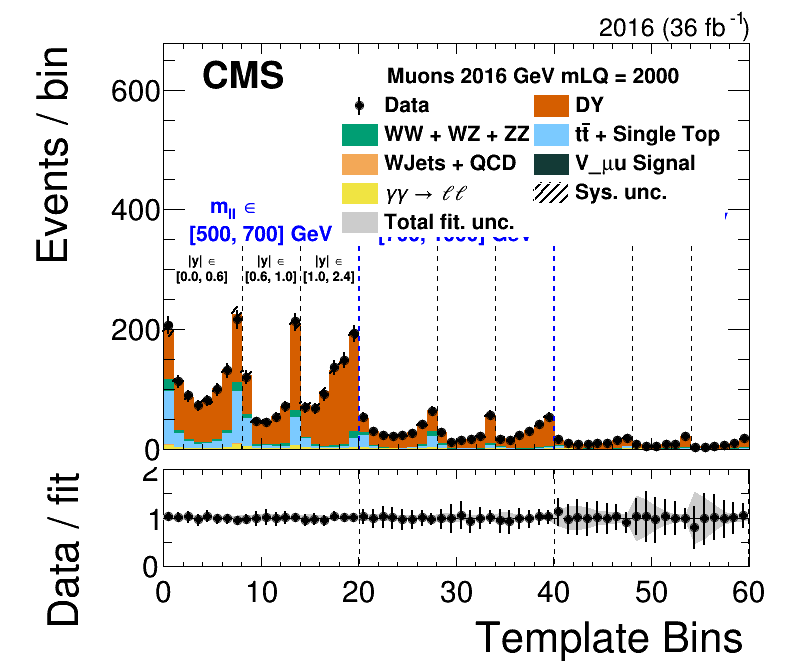 2016 (36 fb⁻¹)
CMS
Muons 2016 GeV mLQ = 2000
Data
DY
WW + WZ + ZZ
tt̄ + Single Top
WJets + QCD
V_μu Signal
γγ → ℓℓ
Sys. unc.
Total fit. unc.
m_ll ∈
[500, 700] GeV
|y| ∈
[0.0, 0.6]
|y| ∈
[0.6, 1.0]
|y| ∈
[1.0, 2.4]
Events / bin
600
400
200
0
Data / fit
2
1
0
0 10 20 30 40 50 60
Template Bins